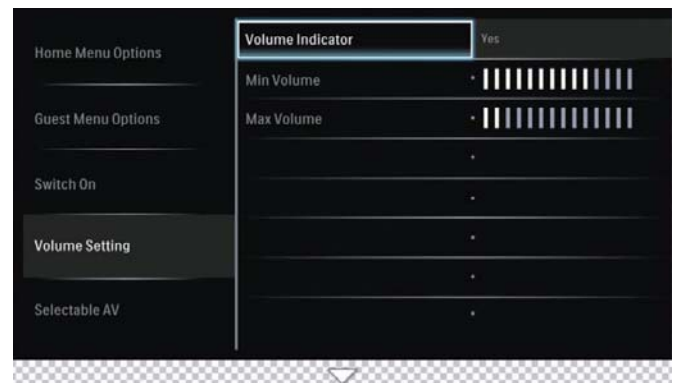 Home Menu Options
Guest Menu Options
Switch On
Volume Setting
Selectable AV
Volume Indicator Yes
Min Volume
Max Volume